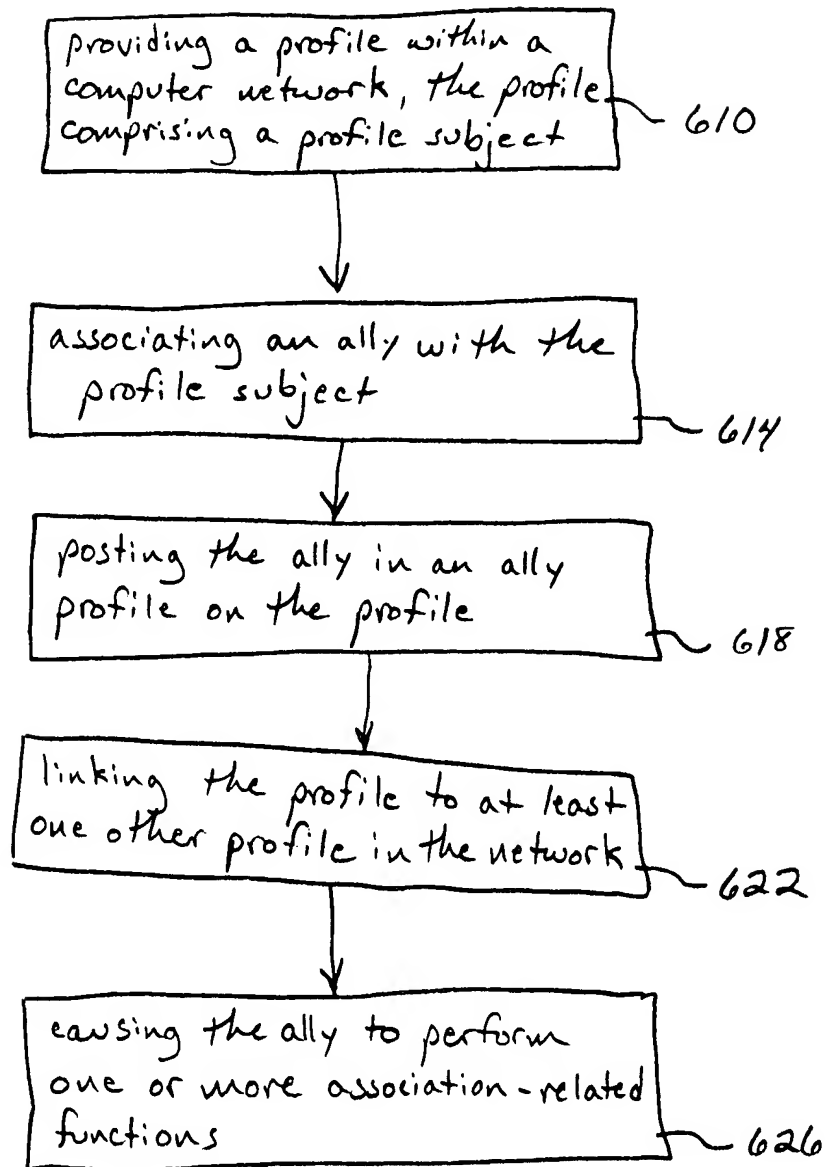 providing a profile within a
computer network, the profile
comprising a profile subject
610
associating an ally with the
profile subject
614
posting the ally in an ally
profile on the profile
618
linking the profile to at least
one other profile in the network
622
causing the ally to perform
one or more association-related
functions
626